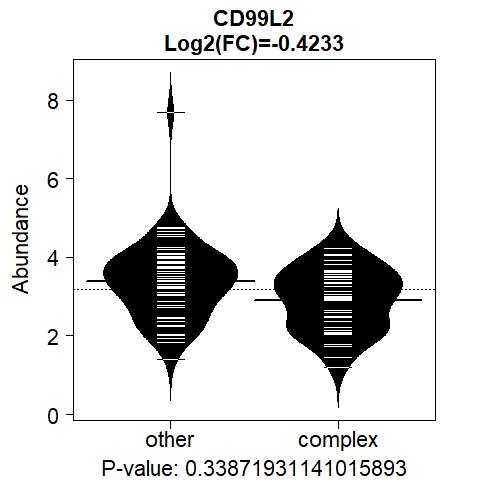 CD99L2
Log2(FC)=-0.4233
Abundance
8
6
4
2
0
other complex
P-value: 0.33871931141015893